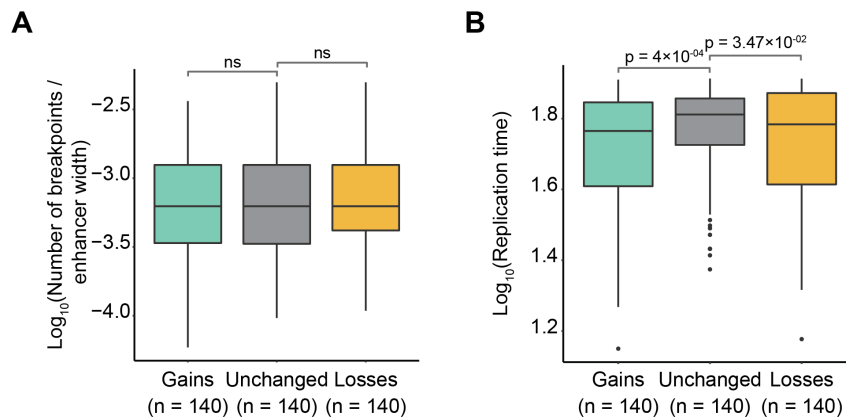 A
ns
ns
Log₁₀(Number of breakpoints /
enhancer width)
−2.5
−3.0
−3.5
−4.0
Gains
(n = 140)
Unchanged
(n = 140)
Losses
(n = 140)
B
p = 4×10⁻⁰⁴
p = 3.47×10⁻⁰²
Log₁₀(Replication time)
1.8
1.6
1.4
1.2
Gains
(n = 140)
Unchanged
(n = 140)
Losses
(n = 140)